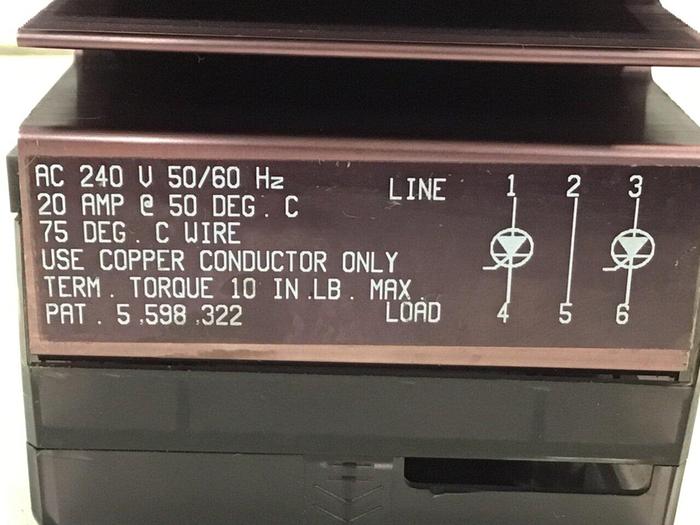 AC 240 V 50/60 Hz
20 AMP @ 50 DEG. C
75 DEG. C WIRE
USE COPPER CONDUCTOR ONLY
TERM. TORQUE 10 IN.LB. MAX.
PAT. 5,598,322
LINE 1 2 3
LOAD 4 5 6